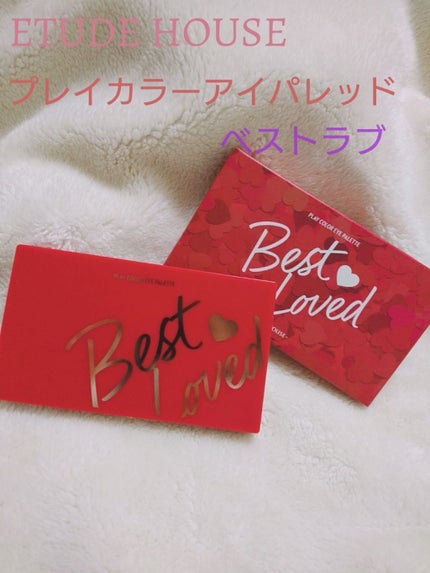 ETUDE HOUSE
プレイカラーアイパレッド
ベストラブ
PLAY COLOR EYE PALETTE
Best
Loved
HOUSE
PLAY COLOR EYE PALETTE
Best
Loved